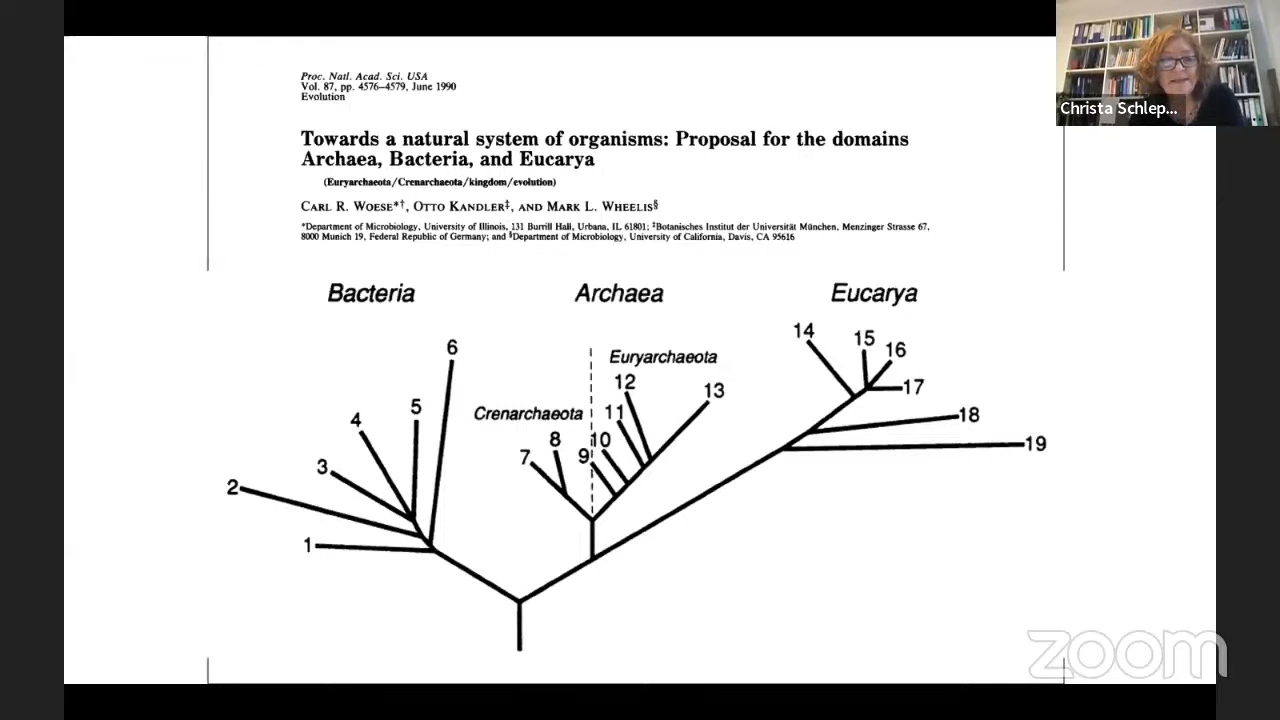 Proc. Natl. Acad. Sci. USA
Vol. 87, pp. 4576–4579, June 1990
Evolution
Towards a natural system of organisms: Proposal for the domains
Archaea, Bacteria, and Eucarya
(Euryarchaeota/Crenarchaeota/kingdom/evolution)
CARL R. WOESE*†, OTTO KANDLER‡, AND MARK L. WHEELIS§
*Department of Microbiology, University of Illinois, 131 Burrill Hall, Urbana, IL 61801; ‡Botanisches Institut der Universität München, Menzinger Strasse 67,
8000 Munich 19, Federal Republic of Germany; and §Department of Microbiology, University of California, Davis, CA 95616
Christa Schlep...
Bacteria
Archaea
Eucarya
1
2
3
4
5
6
Crenarchaeota
7
8
Euryarchaeota
9
10
11
12
13
14
15
16
17
18
19
zoom